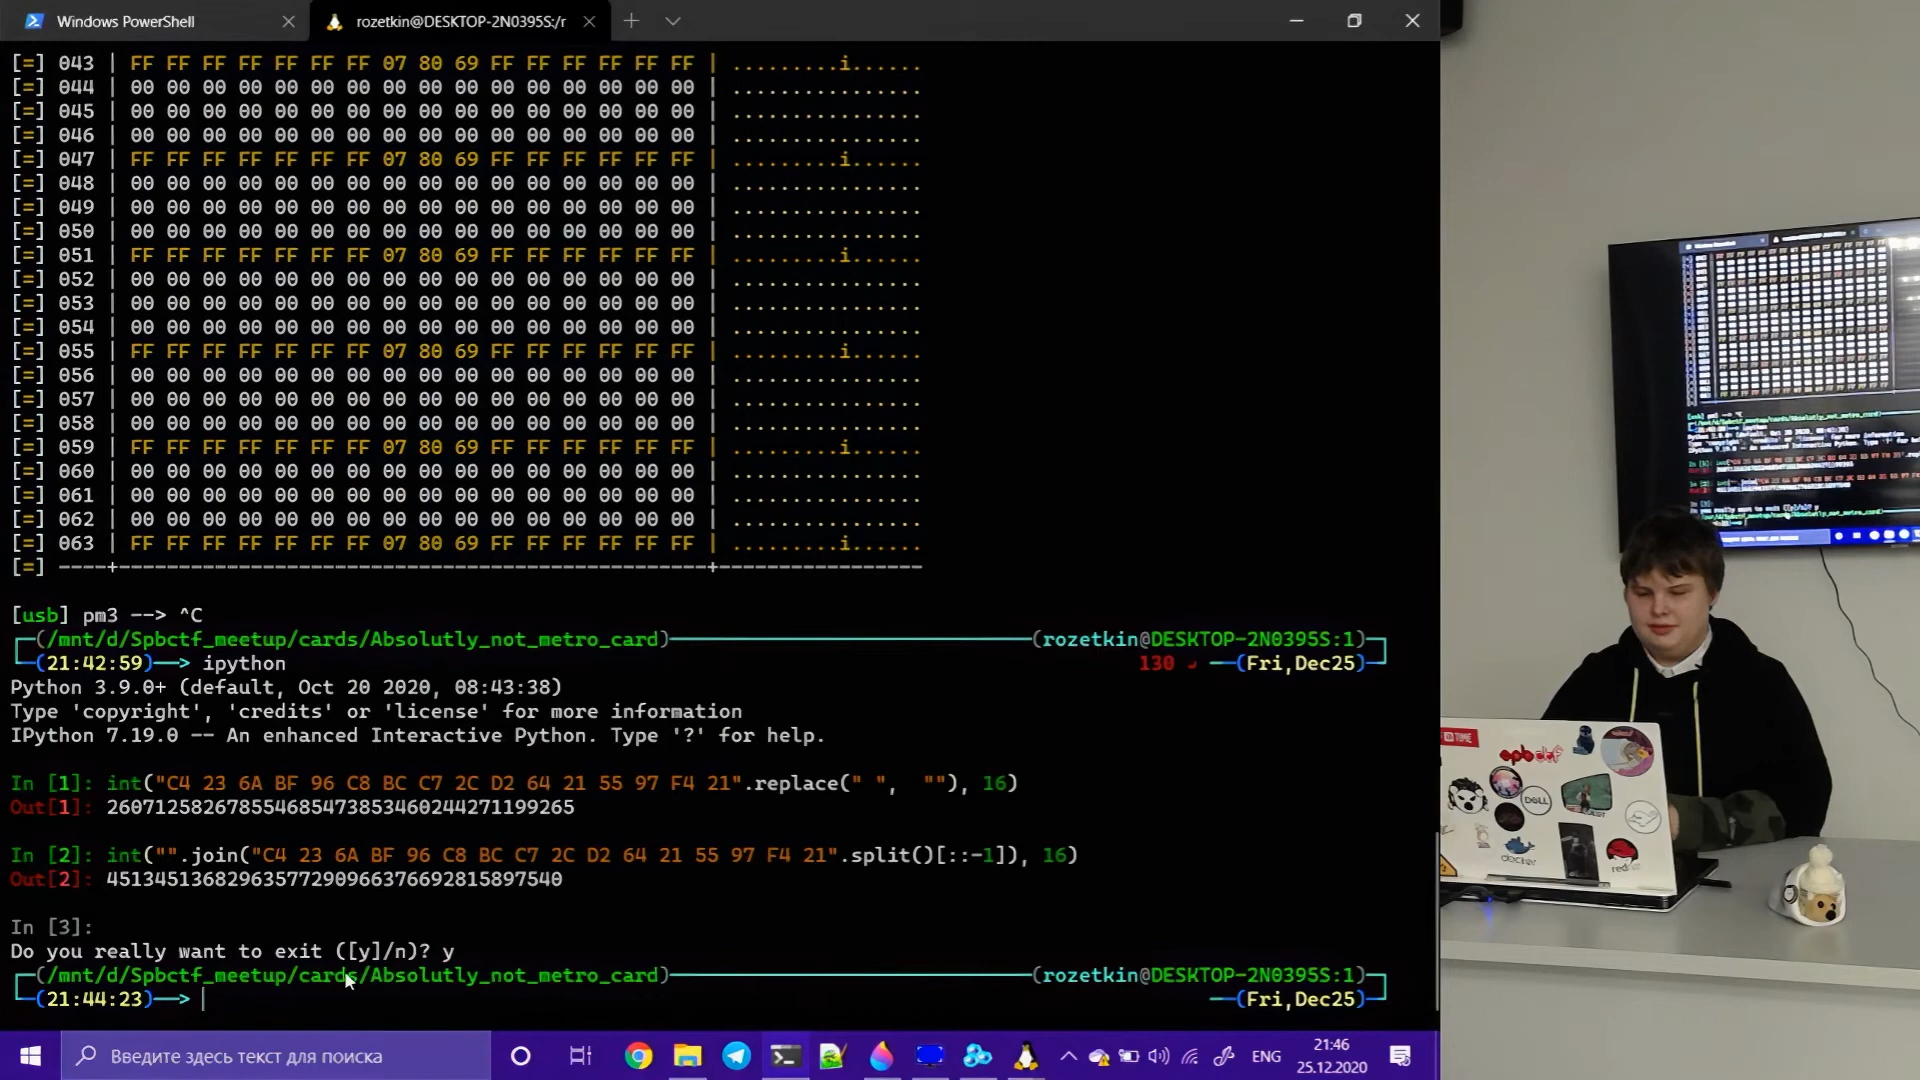 Windows PowerShell
rozetkin@DESKTOP-2N0395S:/r
[=] 043 | FF FF FF FF FF FF FF 07 80 69 FF FF FF FF FF FF | .........i......
[=] 044 | 00 00 00 00 00 00 00 00 00 00 00 00 00 00 00 00 | ................
[=] 045 | 00 00 00 00 00 00 00 00 00 00 00 00 00 00 00 00 | ................
[=] 046 | 00 00 00 00 00 00 00 00 00 00 00 00 00 00 00 00 | ................
[=] 047 | FF FF FF FF FF FF FF 07 80 69 FF FF FF FF FF FF | .........i......
[=] 048 | 00 00 00 00 00 00 00 00 00 00 00 00 00 00 00 00 | ................
[=] 049 | 00 00 00 00 00 00 00 00 00 00 00 00 00 00 00 00 | ................
[=] 050 | 00 00 00 00 00 00 00 00 00 00 00 00 00 00 00 00 | ................
[=] 051 | FF FF FF FF FF FF FF 07 80 69 FF FF FF FF FF FF | .........i......
[=] 052 | 00 00 00 00 00 00 00 00 00 00 00 00 00 00 00 00 | ................
[=] 053 | 00 00 00 00 00 00 00 00 00 00 00 00 00 00 00 00 | ................
[=] 054 | 00 00 00 00 00 00 00 00 00 00 00 00 00 00 00 00 | ................
[=] 055 | FF FF FF FF FF FF FF 07 80 69 FF FF FF FF FF FF | .........i......
[=] 056 | 00 00 00 00 00 00 00 00 00 00 00 00 00 00 00 00 | ................
[=] 057 | 00 00 00 00 00 00 00 00 00 00 00 00 00 00 00 00 | ................
[=] 058 | 00 00 00 00 00 00 00 00 00 00 00 00 00 00 00 00 | ................
[=] 059 | FF FF FF FF FF FF FF 07 80 69 FF FF FF FF FF FF | .........i......
[=] 060 | 00 00 00 00 00 00 00 00 00 00 00 00 00 00 00 00 | ................
[=] 061 | 00 00 00 00 00 00 00 00 00 00 00 00 00 00 00 00 | ................
[=] 062 | 00 00 00 00 00 00 00 00 00 00 00 00 00 00 00 00 | ................
[=] 063 | FF FF FF FF FF FF FF 07 80 69 FF FF FF FF FF FF | .........i......
[=] ----+-------------------------------------------------+-----------------
[usb] pm3 --> ^C
(/mnt/d/Spbctf_meetup/cards/Absolutly_not_metro_card) (rozetkin@DESKTOP-2N0395S:1)
(21:42:59)—> ipython 130 (Fri,Dec25)
Python 3.9.0+ (default, Oct 20 2020, 08:43:38)
Type 'copyright', 'credits' or 'license' for more information
IPython 7.19.0 -- An enhanced Interactive Python. Type '?' for help.
In [1]: int("C4 23 6A BF 96 C8 BC C7 2C D2 64 21 55 97 F4 21".replace(" ", ""), 16)
Out[1]: 260712582678554685473853460244271199265
In [2]: int("".join("C4 23 6A BF 96 C8 BC C7 2C D2 64 21 55 97 F4 21".split()[::-1]), 16)
Out[2]: 45134513682963577290966376692815897540
In [3]:
Do you really want to exit ([y]/n)? y
(/mnt/d/Spbctf_meetup/cards/Absolutly_not_metro_card) (rozetkin@DESKTOP-2N0395S:1)
(21:44:23)—> (Fri,Dec25)
Введите здесь текст для поиска
ENG
21:46
25.12.2020
spbctf
DELL
docker